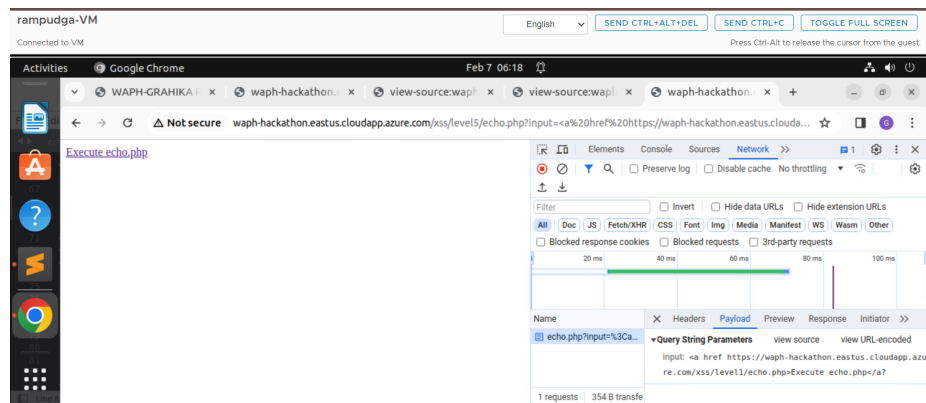 rampudga-VM
English
SEND CTRL+ALT+DEL
SEND CTRL+C
TOGGLE FULL SCREEN
Connected to VM
Press Ctrl-Alt to release the cursor from the guest.
Activities
Google Chrome
Feb 7 06:18
WAPH-GRAHIKA R
waph-hackathon.e
view-source:waph
view-source:waph
waph-hackathon.
Not secure
waph-hackathon.eastus.cloudapp.azure.com/xss/level5/echo.php?input=<a%20href%20https://waph-hackathon.eastus.clouda...
G
Execute echo.php
Elements
Console
Sources
Network
1
Preserve log
Disable cache
No throttling
Filter
Invert
Hide data URLs
Hide extension URLs
All
Doc
JS
Fetch/XHR
CSS
Font
Img
Media
Manifest
WS
Wasm
Other
Blocked response cookies
Blocked requests
3rd-party requests
20 ms
40 ms
60 ms
80 ms
100 ms
Name
Headers
Payload
Preview
Response
Initiator
echo.php?input=%3Ca...
Query String Parameters
view source
view URL-encoded
input: <a href https://waph-hackathon.eastus.cloudapp.azu
re.com/xss/level1/echo.php>Execute echo.php</a?
1 requests
354 B transfe